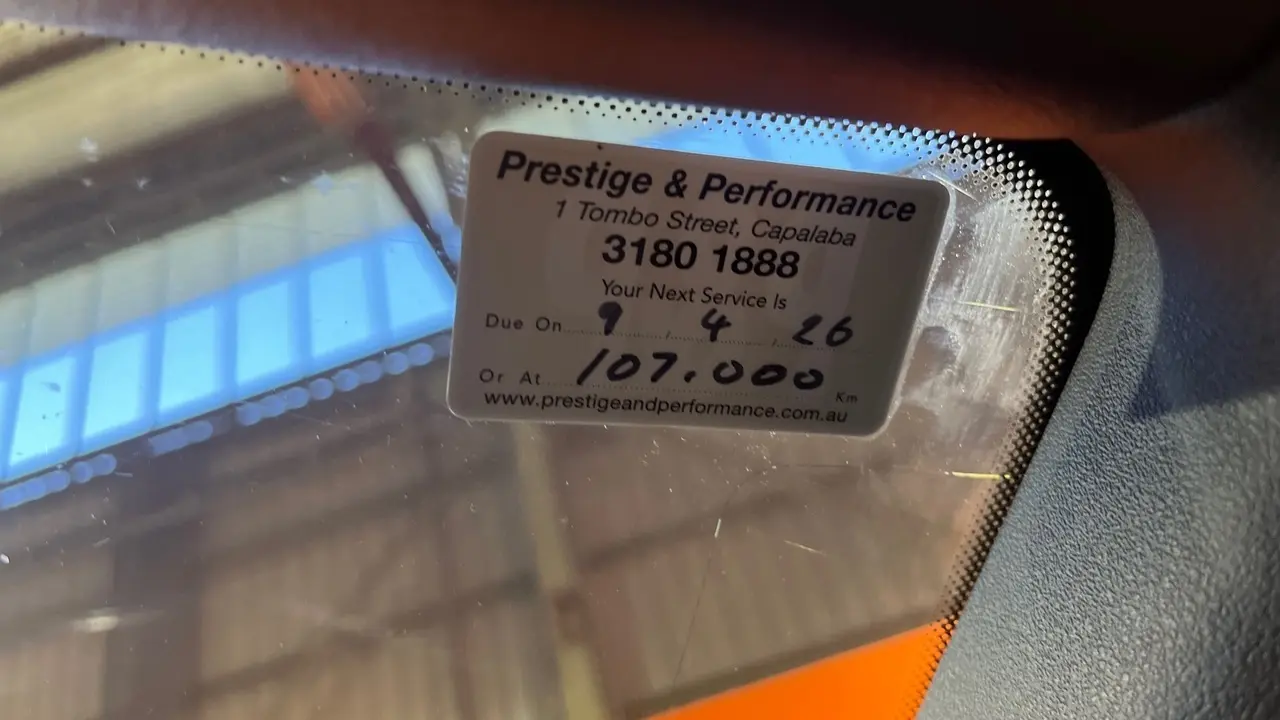 Prestige & Performance
1 Tombo Street, Capalaba
3180 1888
Your Next Service Is
Due On 9 / 4 / 26
Or At 107.000 Km
www.prestigeandperformance.com.au